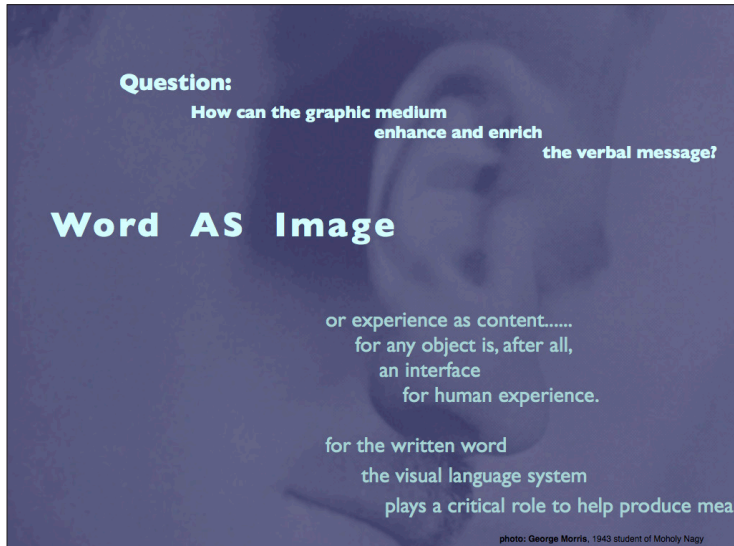 Question:
How can the graphic medium
enhance and enrich
the verbal message?
Word AS Image
or experience as content......
for any object is, after all,
an interface
for human experience.
for the written word
the visual language system
plays a critical role to help produce mea
photo: George Morris, 1943 student of Moholy Nagy